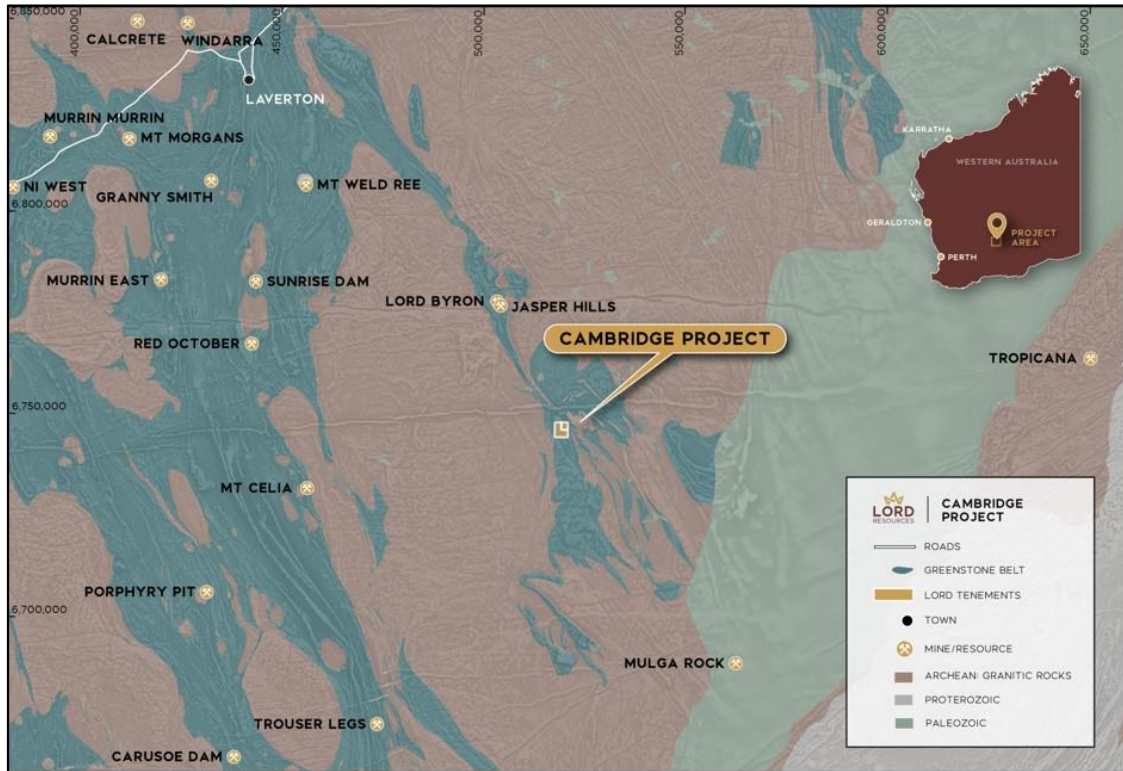 6,850,000
400,000
450,000
500,000
550,000
600,000
650,000
CALCRETE
WINDARRA
LAVERTON
MURRIN MURRIN
MT MORGANS
NI WEST
GRANNY SMITH
MT WELD REE
6,800,000
MURRIN EAST
SUNRISE DAM
LORD BYRON
JASPER HILLS
RED OCTOBER
CAMBRIDGE PROJECT
TROPICANA
6,750,000
MT CELIA
PORPHYRY PIT
6,700,000
MULGA ROCK
TROUSER LEGS
CARUSOE DAM
KARRATHA
WESTERN AUSTRALIA
GERALDTON
PROJECT
AREA
PERTH
LORD
RESOURCES
CAMBRIDGE
PROJECT
ROADS
GREENSTONE BELT
LORD TENEMENTS
TOWN
MINE/RESOURCE
ARCHEAN: GRANITIC ROCKS
PROTEROZOIC
PALEOZOIC